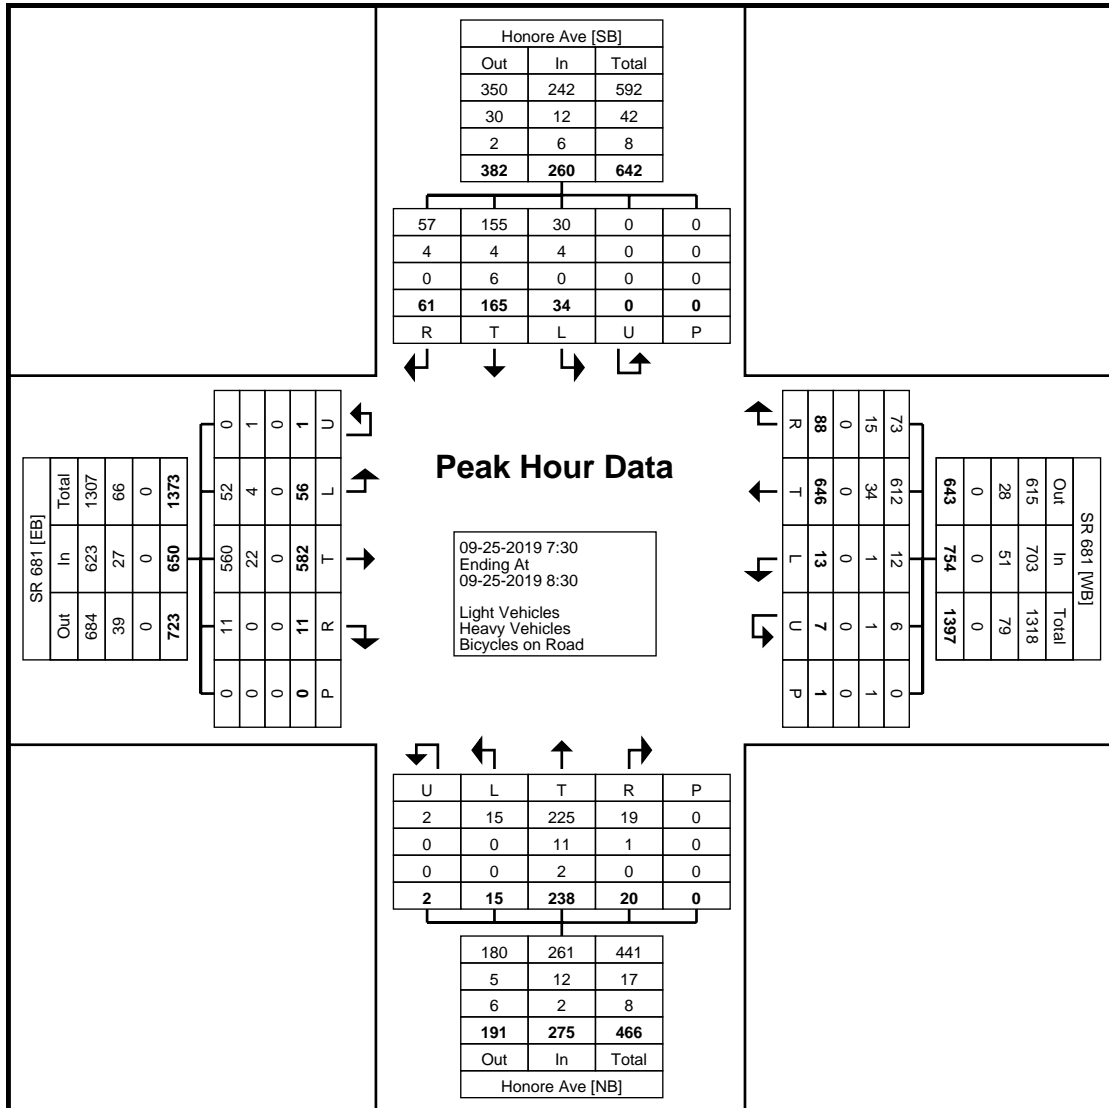 Honore Ave [SB]
Out In Total
350 242 592
30 12 42
2 6 8
382 260 642
57 155 30 0 0
4 4 4 0 0
0 6 0 0 0
61 165 34 0 0
R T L U P
SR 681 [EB]
Total In Out
1307 623 684
66 27 39
0 0 0
1373 650 723
0 52 560 11 0
1 4 22 0 0
0 0 0 0 0
1 56 582 11 0
U L T R P
Peak Hour Data
09-25-2019 7:30
Ending At
09-25-2019 8:30
Light Vehicles
Heavy Vehicles
Bicycles on Road
SR 681 [WB]
Out In Total
615 703 1318
28 51 79
0 0 0
643 754 1397
73 612 12 6 0
15 34 1 1 1
0 0 0 0 0
88 646 13 7 1
R T L U P
U L T R P
2 15 225 19 0
0 0 11 1 0
0 0 2 0 0
2 15 238 20 0
180 261 441
5 12 17
6 2 8
191 275 466
Out In Total
Honore Ave [NB]